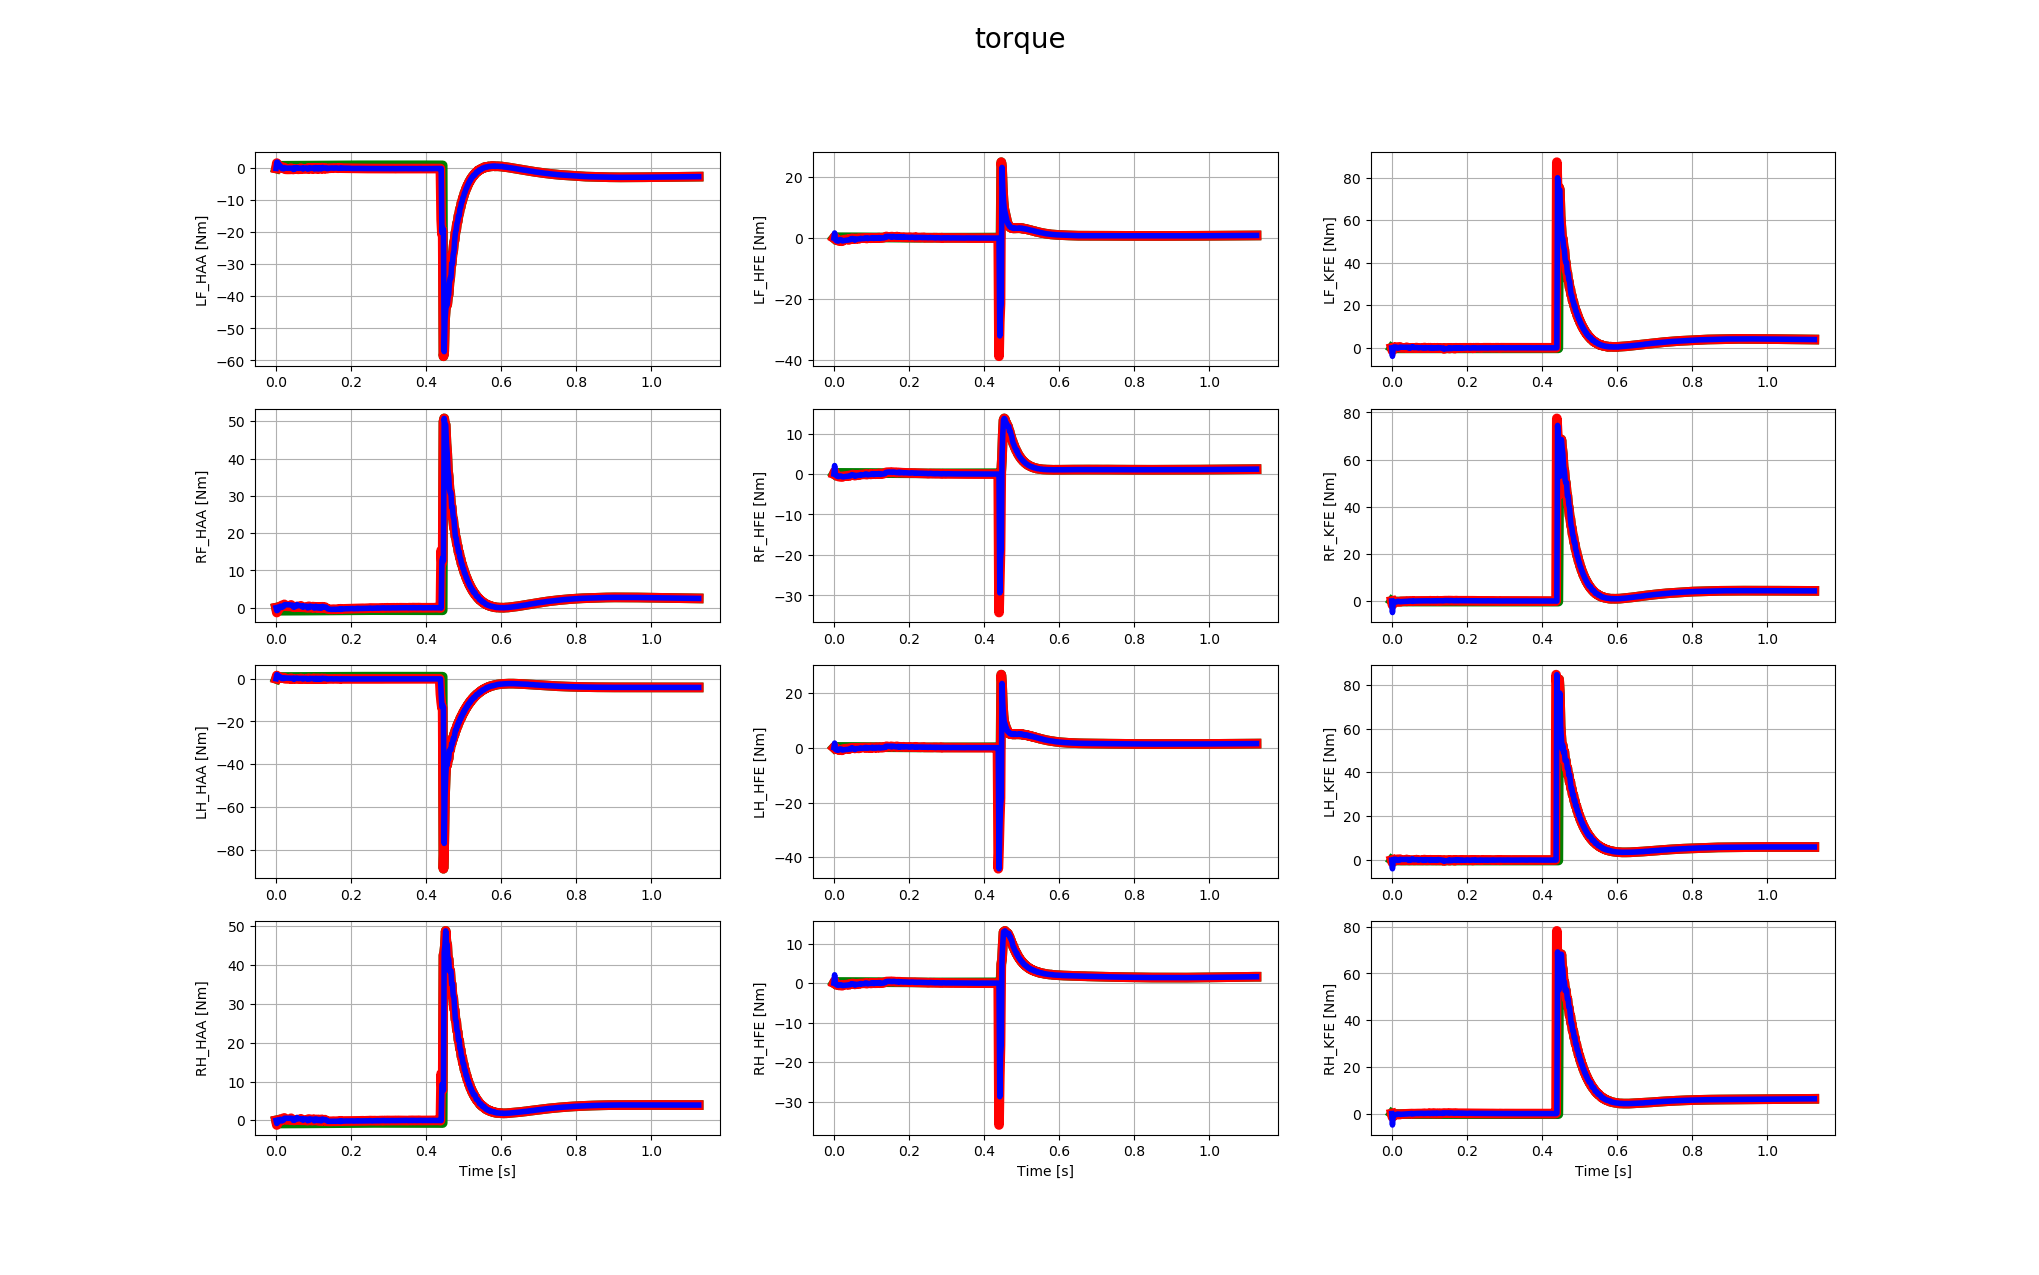 torque
LF_HAA [Nm]
0
−10
−20
−30
−40
−50
−60
0.0 0.2 0.4 0.6 0.8 1.0
LF_HFE [Nm]
20
0
−20
−40
0.0 0.2 0.4 0.6 0.8 1.0
LF_KFE [Nm]
80
60
40
20
0
0.0 0.2 0.4 0.6 0.8 1.0
RF_HAA [Nm]
50
40
30
20
10
0
0.0 0.2 0.4 0.6 0.8 1.0
RF_HFE [Nm]
10
0
−10
−20
−30
0.0 0.2 0.4 0.6 0.8 1.0
RF_KFE [Nm]
80
60
40
20
0
0.0 0.2 0.4 0.6 0.8 1.0
LH_HAA [Nm]
0
−20
−40
−60
−80
0.0 0.2 0.4 0.6 0.8 1.0
LH_HFE [Nm]
20
0
−20
−40
0.0 0.2 0.4 0.6 0.8 1.0
LH_KFE [Nm]
80
60
40
20
0
0.0 0.2 0.4 0.6 0.8 1.0
RH_HAA [Nm]
50
40
30
20
10
0
0.0 0.2 0.4 0.6 0.8 1.0
Time [s]
RH_HFE [Nm]
10
0
−10
−20
−30
0.0 0.2 0.4 0.6 0.8 1.0
Time [s]
RH_KFE [Nm]
80
60
40
20
0
0.0 0.2 0.4 0.6 0.8 1.0
Time [s]